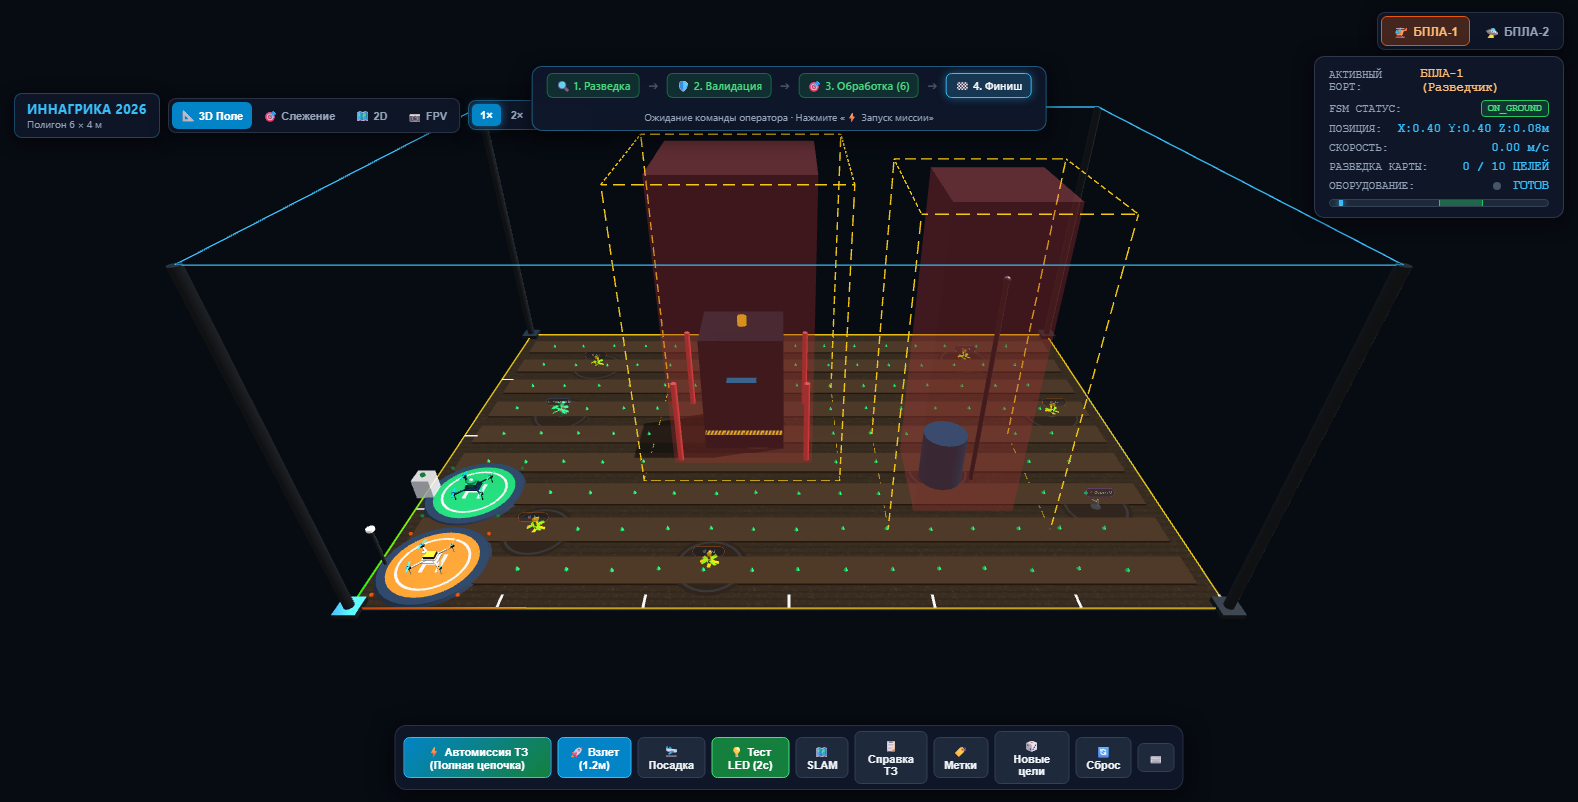 БПЛА-1
БПЛА-2
ИННАГРИКА 2026
Полигон 6 × 4 м
3D Поле
Слежение
2D
FPV
1×
2×
1. Разведка
→
2. Валидация
→
3. Обработка (6)
→
4. Финиш
Ожидание команды оператора · Нажмите «⚡ Запуск миссии»
АКТИВНЫЙ БОРТ:
БПЛА-1 (Разведчик)
FSM СТАТУС:
ON_GROUND
ПОЗИЦИЯ:
X:0.40 Y:0.40 Z:0.08м
СКОРОСТЬ:
0.00 м/с
РАЗВЕДКА КАРТЫ:
0 / 10 ЦЕЛЕЙ
ОБОРУДОВАНИЕ:
ГОТОВ
Автомиссия ТЗ
(Полная цепочка)
Взлет
(1.2м)
Посадка
Тест
LED (2с)
SLAM
Справка
ТЗ
Метки
Новые
цели
Сброс